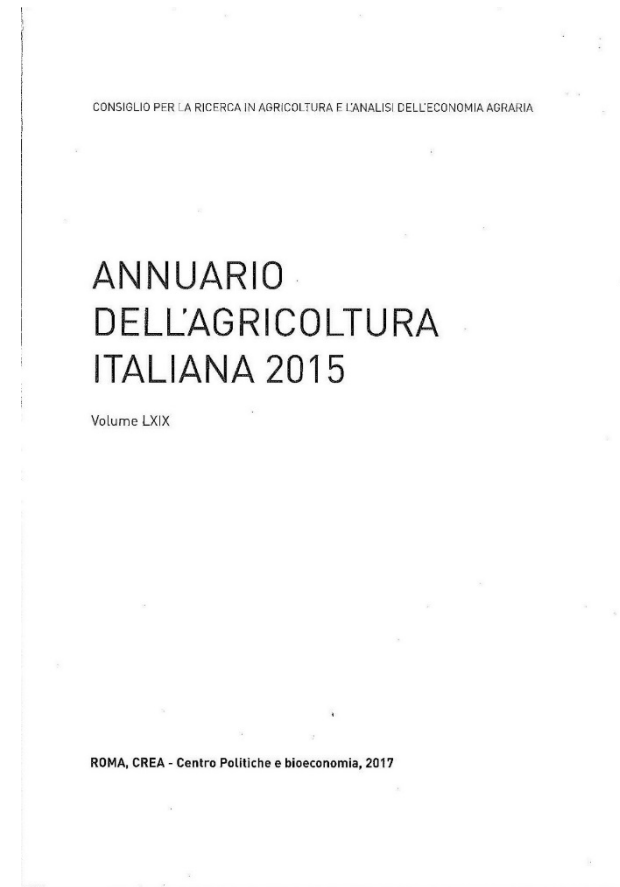 CONSIGLIO PER LA RICERCA IN AGRICOLTURA E L'ANALISI DELL'ECONOMIA AGRARIA
ANNUARIO
DELL'AGRICOLTURA
ITALIANA 2015
Volume LXIX
ROMA, CREA - Centro Politiche e bioeconomia, 2017